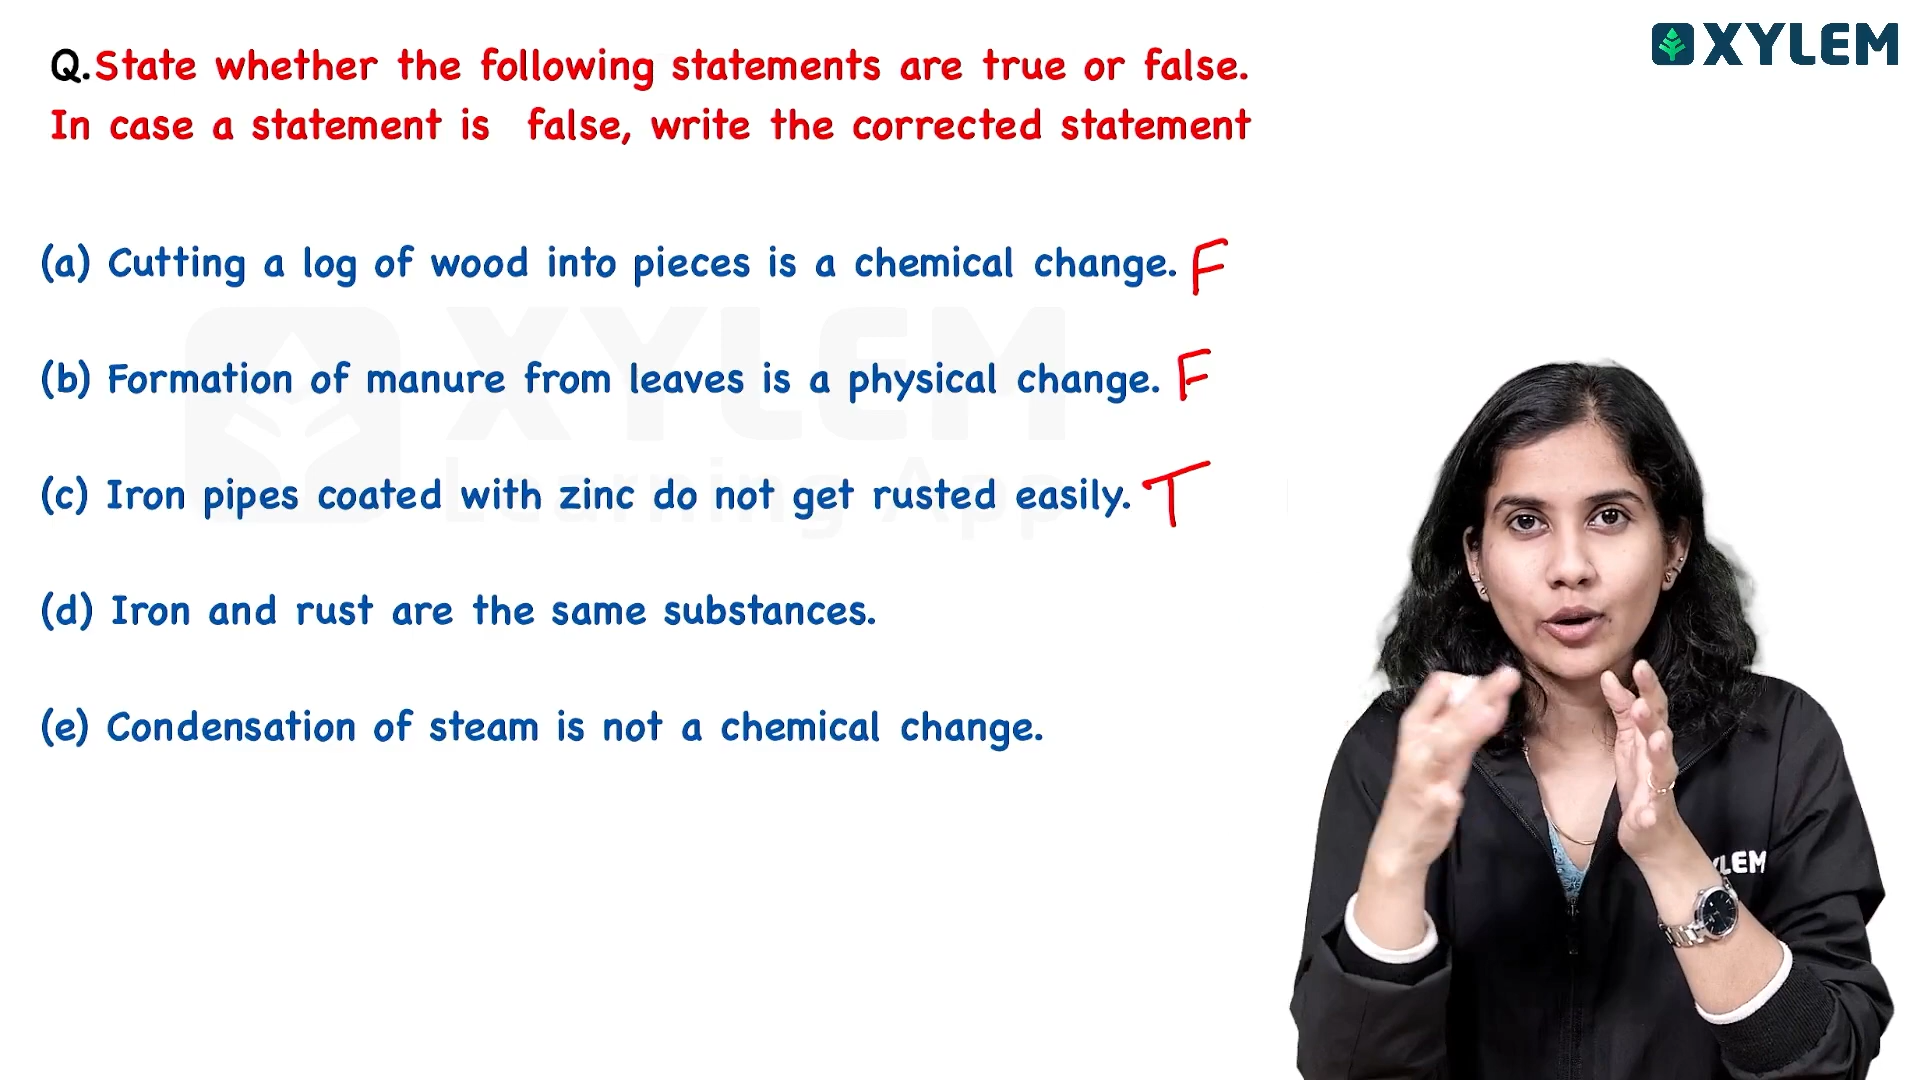 XYLEM
Q.State whether the following statements are true or false.
In case a statement is false, write the corrected statement
(a) Cutting a log of wood into pieces is a chemical change. F
(b) Formation of manure from leaves is a physical change. F
(c) Iron pipes coated with zinc do not get rusted easily. T
(d) Iron and rust are the same substances.
(e) Condensation of steam is not a chemical change.
XYLEM
Learning App
YLEM